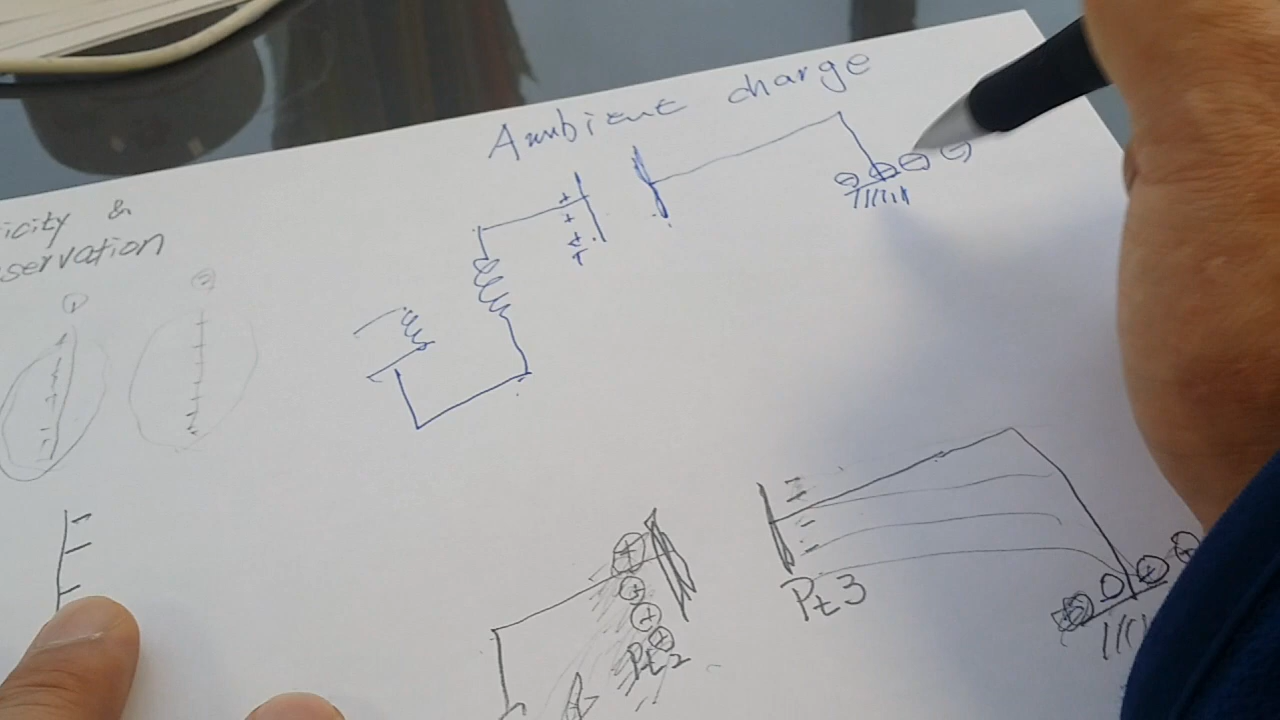 Ambient charge
icity &
servation
Pt 2
Pt 3